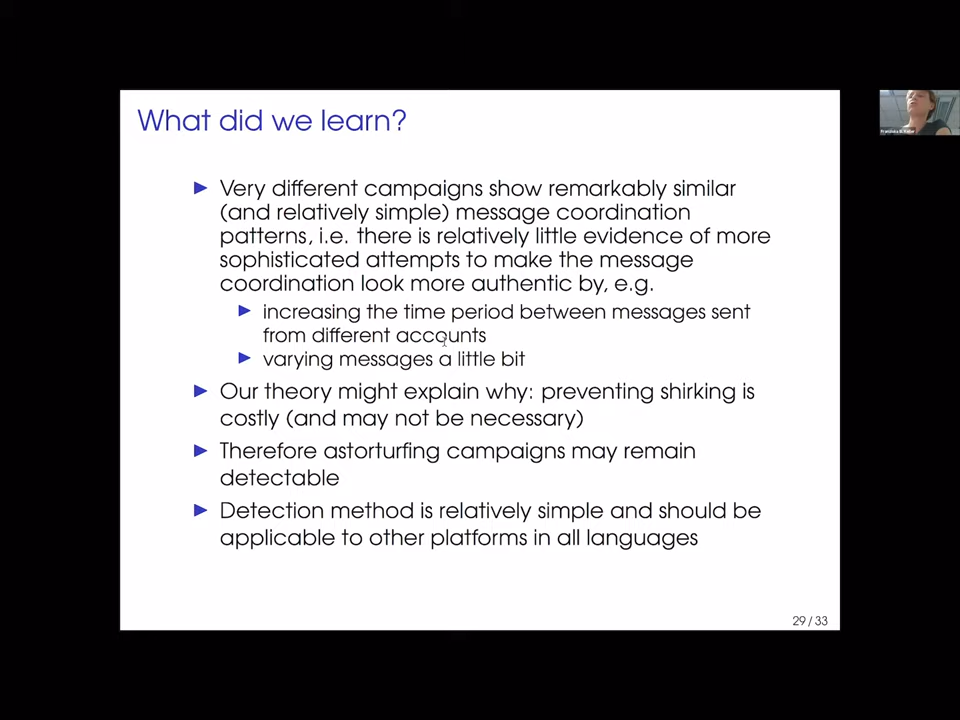 What did we learn?
Very different campaigns show remarkably similar
(and relatively simple) message coordination
patterns, i.e. there is relatively little evidence of more
sophisticated attempts to make the message
coordination look more authentic by, e.g.
increasing the time period between messages sent
from different accounts
varying messages a little bit
Our theory might explain why: preventing shirking is
costly (and may not be necessary)
Therefore astorturfing campaigns may remain
detectable
Detection method is relatively simple and should be
applicable to other platforms in all languages
29 / 33